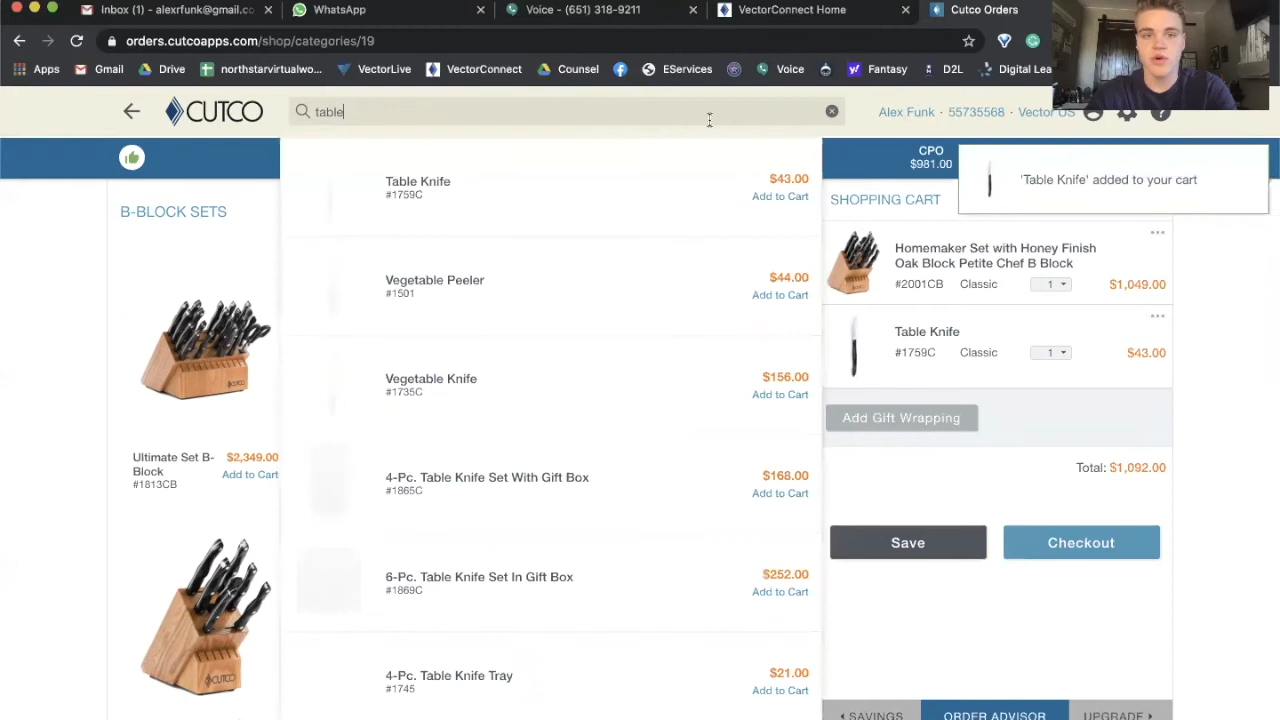 Inbox (1) - alexrfunk@gmail.co
WhatsApp
Voice - (651) 318-9211
VectorConnect Home
Cutco Orders
orders.cutcoapps.com/shop/categories/19
Apps
Gmail
Drive
northstarvirtualwo...
VectorLive
VectorConnect
Counsel
EServices
Voice
Fantasy
D2L
Digital Lea
CUTCO
table
Alex Funk · 55735568 · Vector US
CPO
$981.00
'Table Knife' added to your cart
B-BLOCK SETS
Ultimate Set B-
Block
#1813CB
$2,349.00
Add to Cart
CUTCO
Table Knife
#1759C
$43.00
Add to Cart
Vegetable Peeler
#1501
$44.00
Add to Cart
Vegetable Knife
#1735C
$156.00
Add to Cart
4-Pc. Table Knife Set With Gift Box
#1865C
$168.00
Add to Cart
6-Pc. Table Knife Set In Gift Box
#1869C
$252.00
Add to Cart
4-Pc. Table Knife Tray
#1745
$21.00
Add to Cart
SHOPPING CART
Homemaker Set with Honey Finish
Oak Block Petite Chef B Block
#2001CB Classic 1 $1,049.00
Table Knife
#1759C Classic 1 $43.00
Add Gift Wrapping
Total: $1,092.00
Save
Checkout
SAVINGS
ORDER ADVISOR
UPGRADE